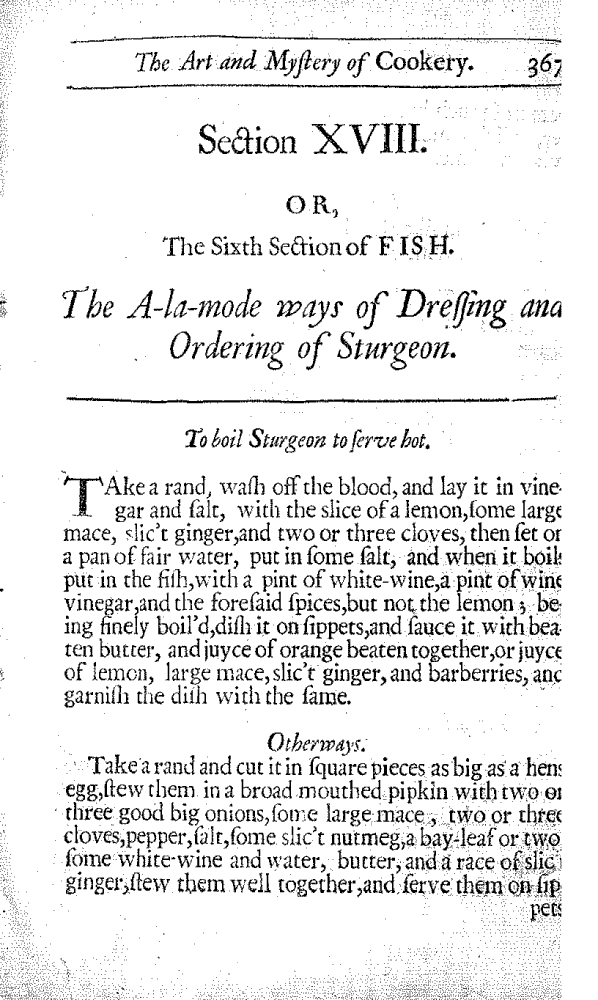 The Art and Myſtery of Cookery. 367
Section XVIII.
OR,
The Sixth Section of FISH.
The A-la-mode ways of Dreſſing and
Ordering of Sturgeon.
To boil Sturgeon to ſerve hot.
TAke a rand, waſh off the blood, and lay it in vine-
gar and ſalt, with the slice of a lemon, ſome large
mace, slic't ginger, and two or three cloves, then ſet on
a pan of fair water, put in ſome ſalt, and when it boils
put in the fiſh, with a pint of white-wine, a pint of wine
vinegar, and the foreſaid ſpices, but not the lemon; be-
ing finely boil'd, diſh it on ſippets, and ſauce it with bea-
ten butter, and juyce of orange beaten together, or juyce
of lemon, large mace, slic't ginger, and barberries, and
garniſh the diſh with the ſame.
Otherways.
Take a rand and cut it in ſquare pieces as big as a hens
egg, ſtew them in a broad mouthed pipkin with two or
three good big onions, ſome large mace, two or three
cloves, pepper, ſalt, ſome slic't nutmeg, a bay-leaf or two
ſome white-wine and water, butter, and a race of slic't
ginger, ſtew them well together, and ſerve them on ſip-
pets